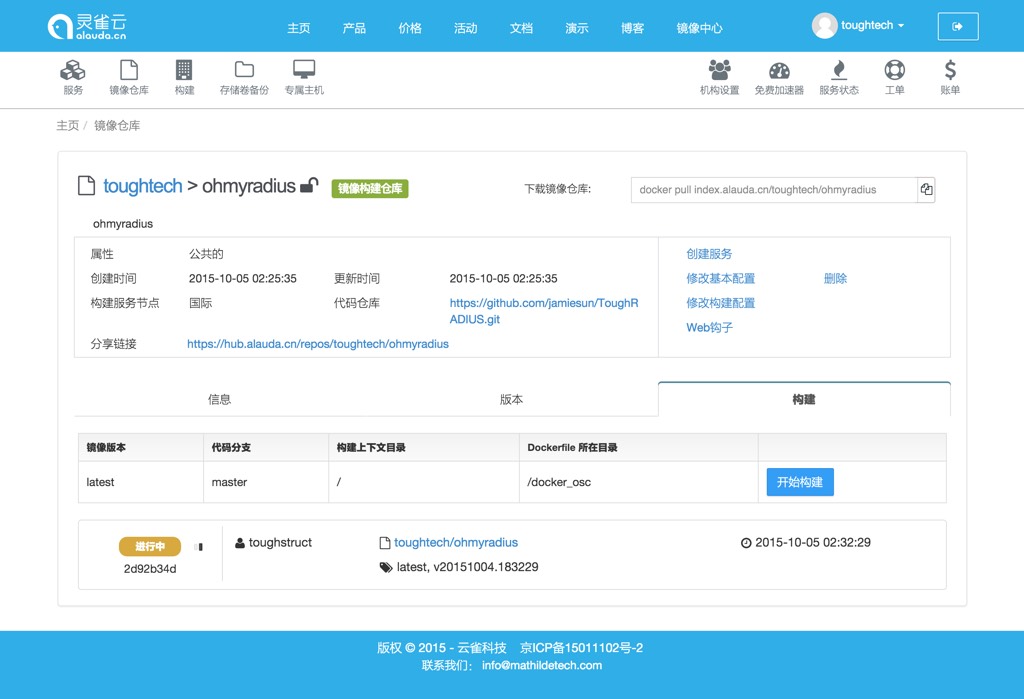 灵雀云
alauda.cn
主页 产品 价格 活动 文档 演示 博客 镜像中心
toughtech
服务 镜像仓库 构建 存储卷备份 专属主机 机构设置 免费加速器 服务状态 工单 账单
主页 / 镜像仓库
toughtech > ohmyradius 镜像构建仓库
下载镜像仓库: docker pull index.alauda.cn/toughtech/ohmyradius
ohmyradius
属性 公共的
创建时间 2015-10-05 02:25:35 更新时间 2015-10-05 02:25:35
构建服务节点 国际 代码仓库 https://github.com/jamiesun/ToughR
ADIUS.git
分享链接 https://hub.alauda.cn/repos/toughtech/ohmyradius
创建服务
修改基本配置 删除
修改构建配置
Web钩子
信息 版本 构建
镜像版本 代码分支 构建上下文目录 Dockerfile 所在目录
latest master / /docker_osc 开始构建
进行中 toughstruct toughtech/ohmyradius 2015-10-05 02:32:29
2d92b34d latest, v20151004.183229
版权 © 2015 - 云雀科技 京ICP备15011102号-2
联系我们: info@mathildetech.com